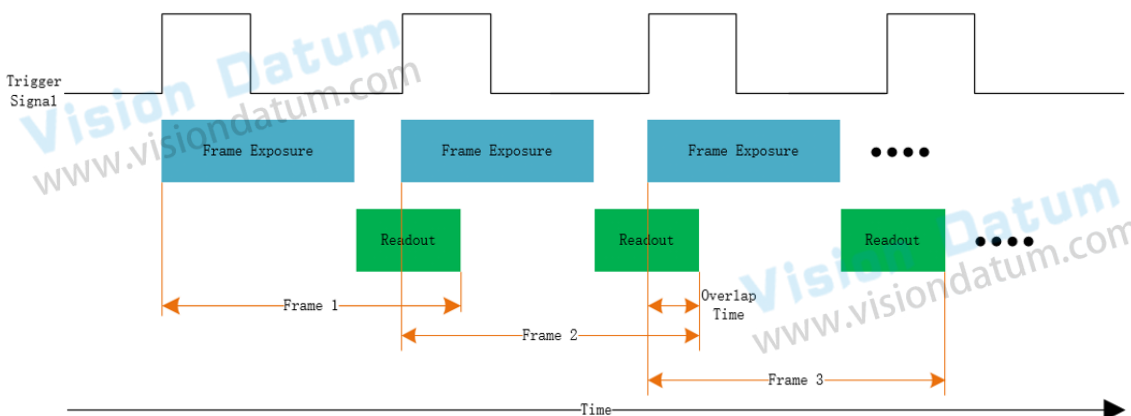 Trigger
Signal
Vision Datum
www.visiondatum.com
Frame Exposure
Frame Exposure
Frame Exposure
Readout
Readout
Readout
Vision Datum
www.visiondatum.com
Frame 1
Overlap
Time
Frame 2
Frame 3
Time